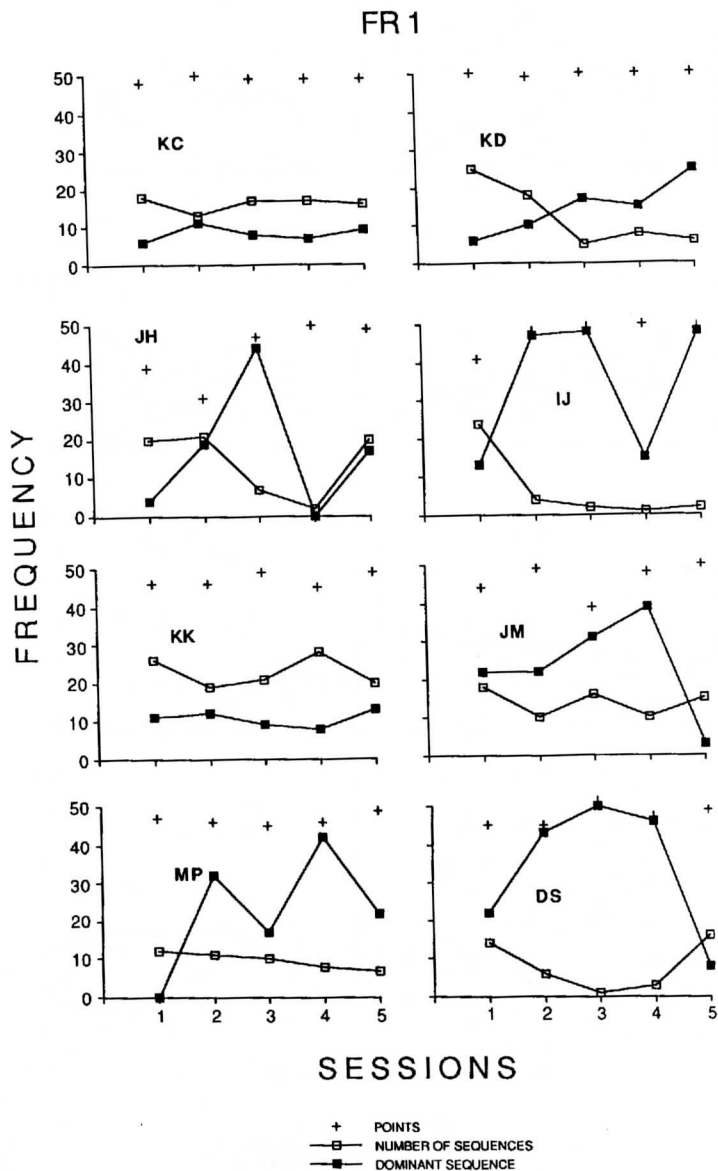 FR 1
50
40
30
20
10
0
KC
KD
50
40
30
20
10
0
JH
IJ
50
40
30
20
10
0
KK
JM
50
40
30
20
10
0
MP
DS
1 2 3 4 5
1 2 3 4 5
FREQUENCY
SESSIONS
+ POINTS
NUMBER OF SEQUENCES
DOMINANT SEQUENCE